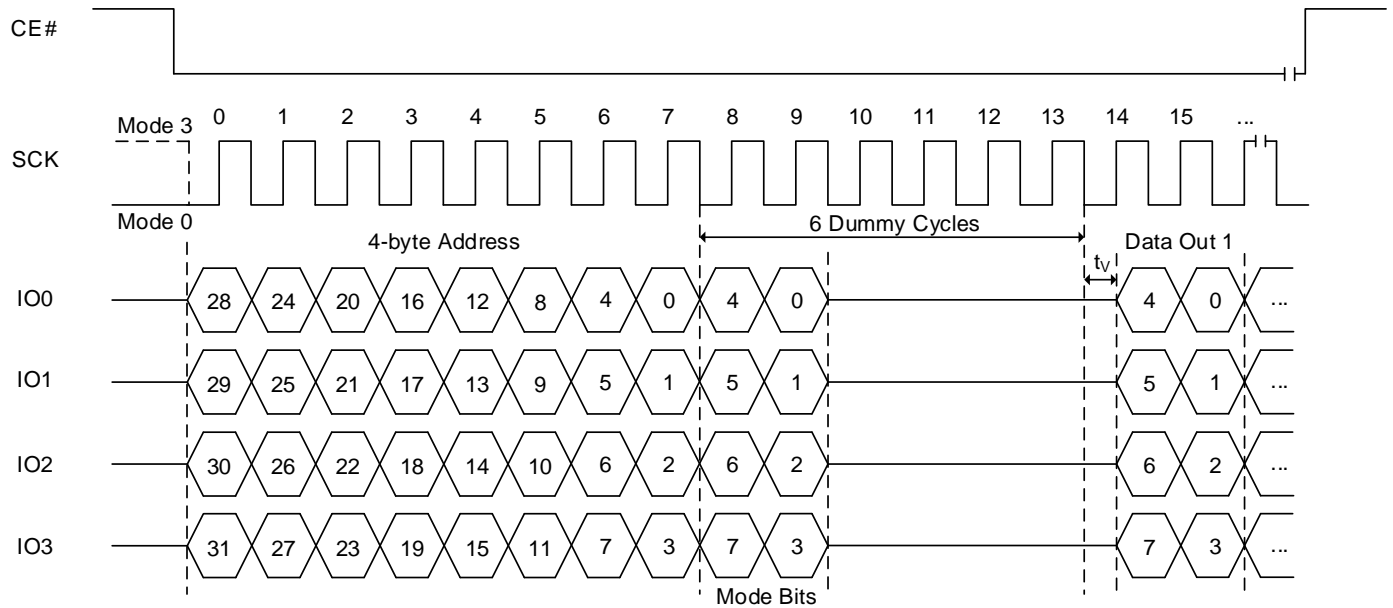 CE#
0 1 2 3 4 5 6 7 8 9 10 11 12 13 14 15 ...
Mode 3
SCK
Mode 0
6 Dummy Cycles
4-byte Address
Data Out 1
tV
IO0 28 24 20 16 12 8 4 0 4 0 4 0 ...
IO1 29 25 21 17 13 9 5 1 5 1 5 1 ...
IO2 30 26 22 18 14 10 6 2 6 2 6 2 ...
IO3 31 27 23 19 15 11 7 3 7 3 7 3 ...
Mode Bits